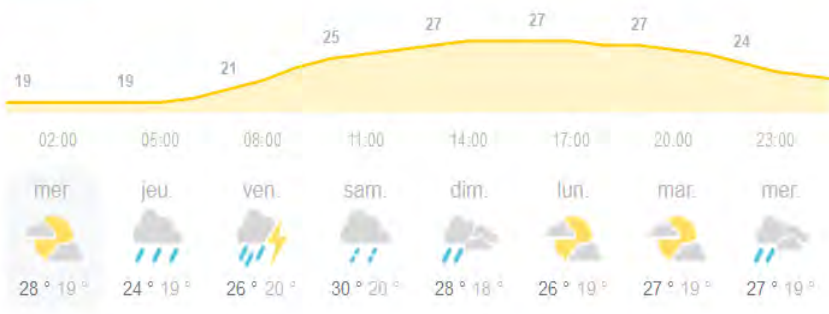 19 19 21 25 27 27 27 24
02:00 05:00 08:00 11:00 14:00 17:00 20:00 23:00
mer. jeu. ven. sam. dim. lun. mar. mer.
28 ° 19 ° 24 ° 19 ° 26 ° 20 ° 30 ° 20 ° 28 ° 18 ° 26 ° 19 ° 27 ° 19 ° 27 ° 19 °